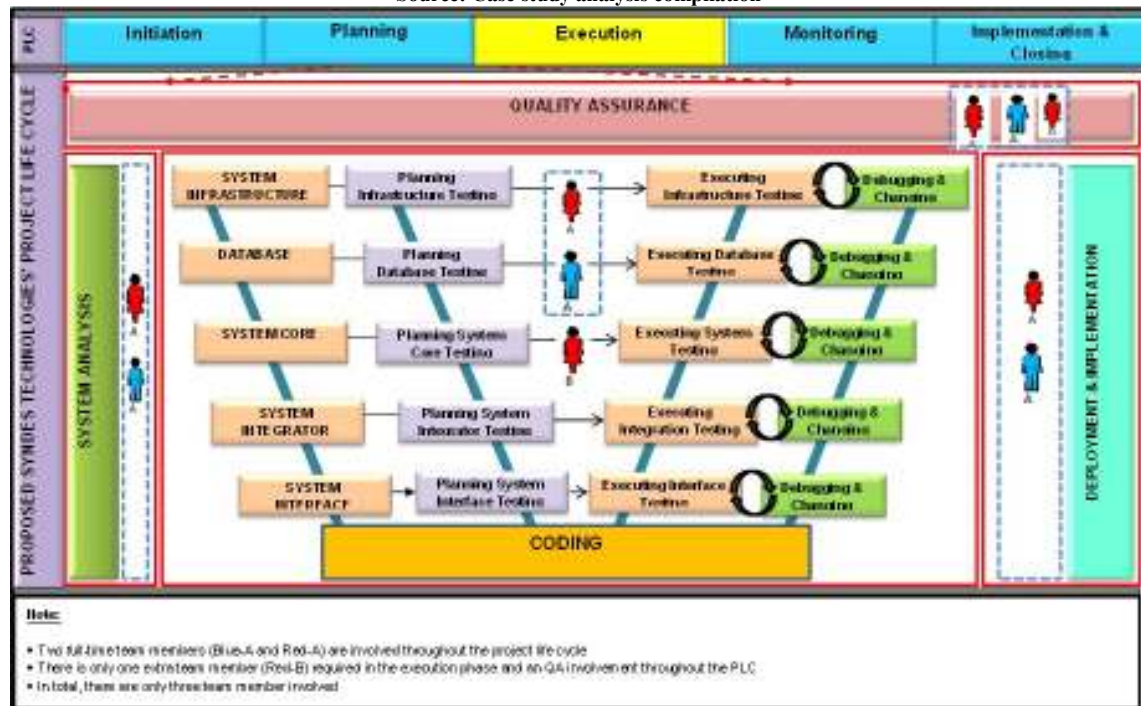 Source: Case study analysis compilation
PLC
Initiation
Planning
Execution
Monitoring
Implementation &
Closing
PROPOSED SYNDES TECHNOLOGIES' PROJECT LIFE CYCLE
QUALITY ASSURANCE
A
A
SYSTEM ANALYSIS
A
A
SYSTEM
INFRASTRUCTURE
Planning
Infrastructure Testing
A
Executing
Infrastructure Testing
Debugging &
Changing
DATABASE
Planning
Database Testing
A
Executing Database
Testing
Debugging &
Changing
SYSTEM CORE
Planning System
Core Testing
B
Executing System
Testing
Debugging &
Changing
SYSTEM
INTEGRATOR
Planning System
Integrator Testing
Executing
Integration Testing
Debugging &
Changing
SYSTEM
INTERFACE
Planning System
Interface Testing
Executing Interface
Testing
Debugging &
Changing
CODING
A
A
DEPLOYMENT & IMPLEMENTATION
Note:
• Two full-time team members (Blue-A and Red-A) are involved throughout the project life cycle
• There is only one extra team member (Red-B) required in the execution phase and an QA involvement throughout the PLC
• In total, there are only three team member involved